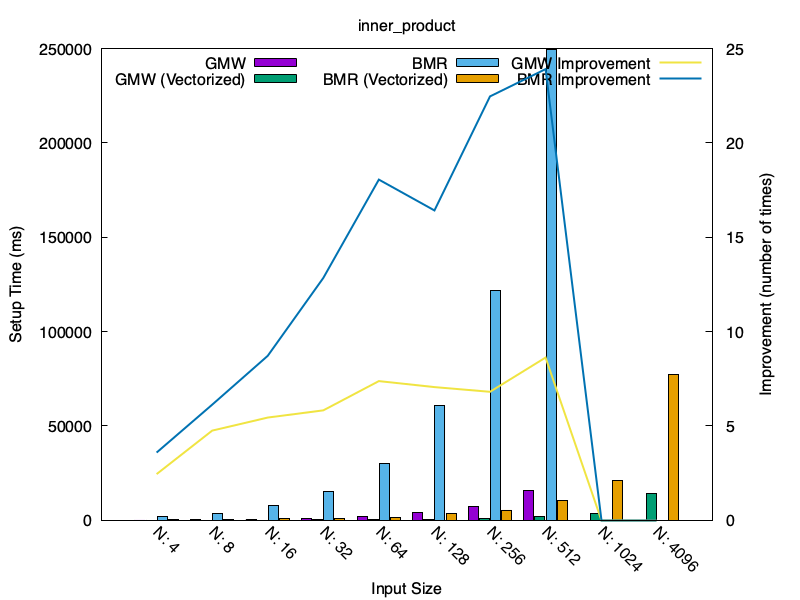 inner_product
GMW BMR GMW Improvement
GMW (Vectorized) BMR (Vectorized) BMR Improvement
250000 25
200000 20
150000 15
100000 10
50000 5
0 0
Setup Time (ms)
Improvement (number of times)
N: 4 N: 8 N: 16 N: 32 N: 64 N: 128 N: 256 N: 512 N: 1024 N: 4096
Input Size